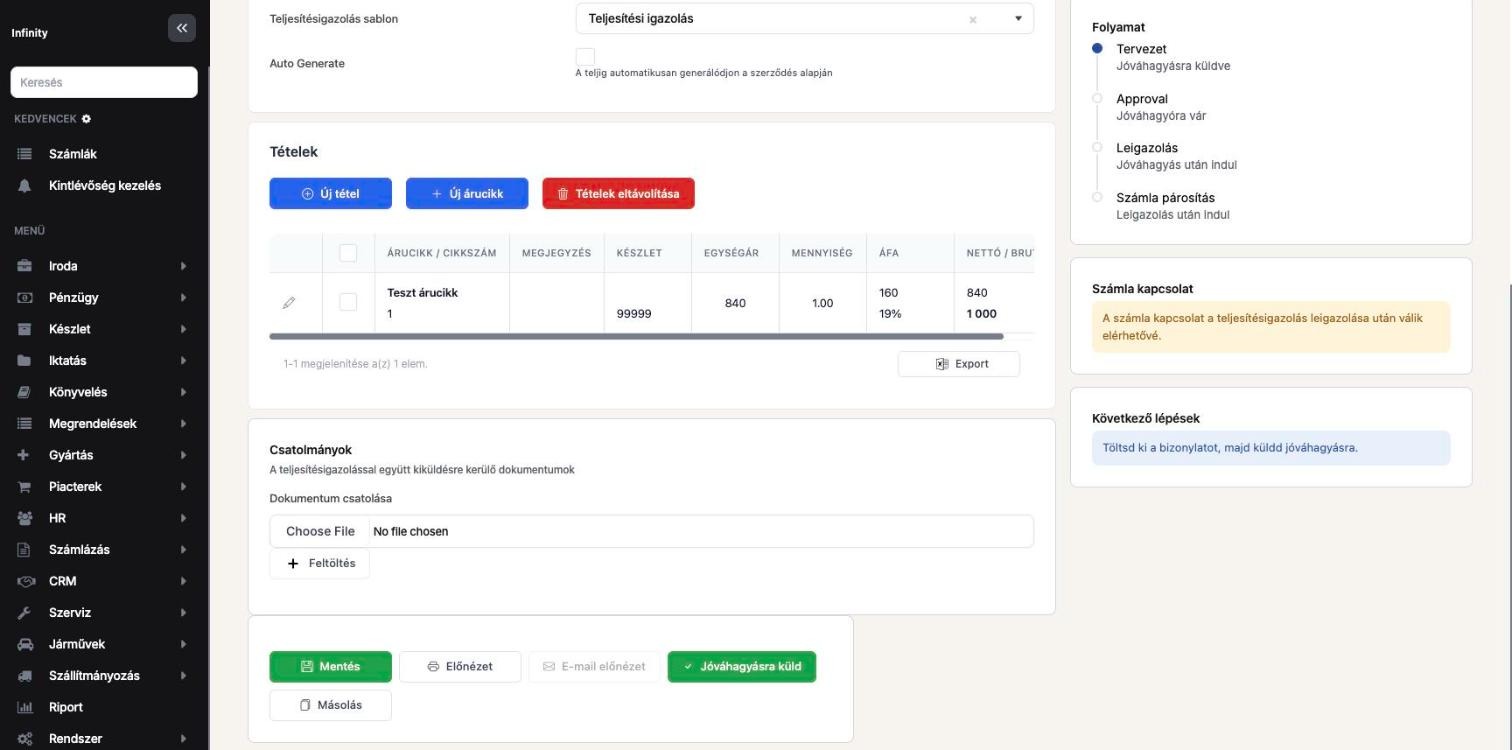 Infinity
Keresés
KEDVENCEK
Számlák
Kintlévőség kezelés
MENÜ
Iroda
Pénzügy
Készlet
Iktatás
Könyvelés
Megrendelések
Gyártás
Piacterek
HR
Számlázás
CRM
Szerviz
Járművek
Szállítmányozás
Riport
Rendszer
Teljesítésigazolás sablon
Teljesítési igazolás
Auto Generate
A teljig automatikusan generálódjon a szerződés alapján
Tételek
Új tétel
Új árucikk
Tételek eltávolítása
ÁRUCIKK / CIKKSZÁM MEGJEGYZÉS KÉSZLET EGYSÉGÁR MENNYISÉG ÁFA NETTÓ / BRU
Teszt árucikk 840 1.00 160 840
1 99999 19% 1 000
1-1 megjelenítése a(z) 1 elem.
Export
Csatolmányok
A teljesítésigazolással együtt kiküldésre kerülő dokumentumok
Dokumentum csatolása
Choose File No file chosen
Feltöltés
Mentés
Előnézet
E-mail előnézet
Jóváhagyásra küld
Másolás
Folyamat
Tervezet
Jóváhagyásra küldve
Approval
Jóváhagyóra vár
Leigazolás
Jóváhagyás után indul
Számla párosítás
Leigazolás után indul
Számla kapcsolat
A számla kapcsolat a teljesítésigazolás leigazolása után válik
elérhetővé.
Következő lépések
Töltsd ki a bizonylatot, majd küldd jóváhagyásra.